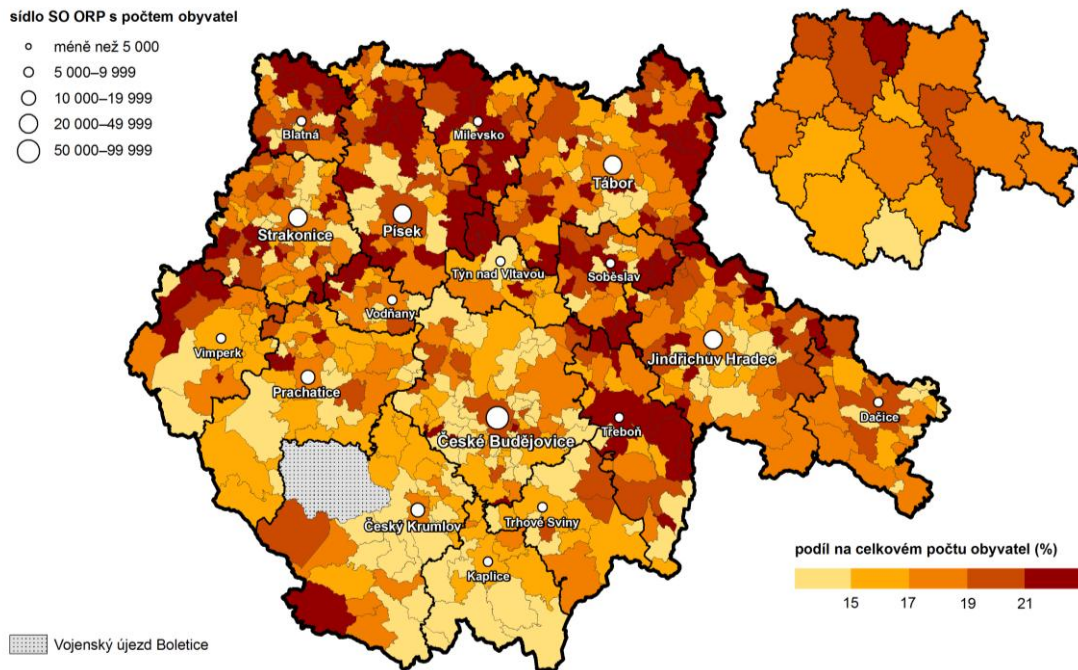 sídlo SO ORP s počtem obyvatel
méně než 5 000
5 000–9 999
10 000–19 999
20 000–49 999
50 000–99 999
Blatná
Milevsko
Tábor
Strakonice
Písek
Týn nad Vltavou
Soběslav
Vodňany
Vimperk
Jindřichův Hradec
Prachatice
Dačice
České Budějovice
Třeboň
Český Krumlov
Trhové Sviny
Kaplice
podíl na celkovém počtu obyvatel (%)
15 17 19 21
Vojenský újezd Boletice